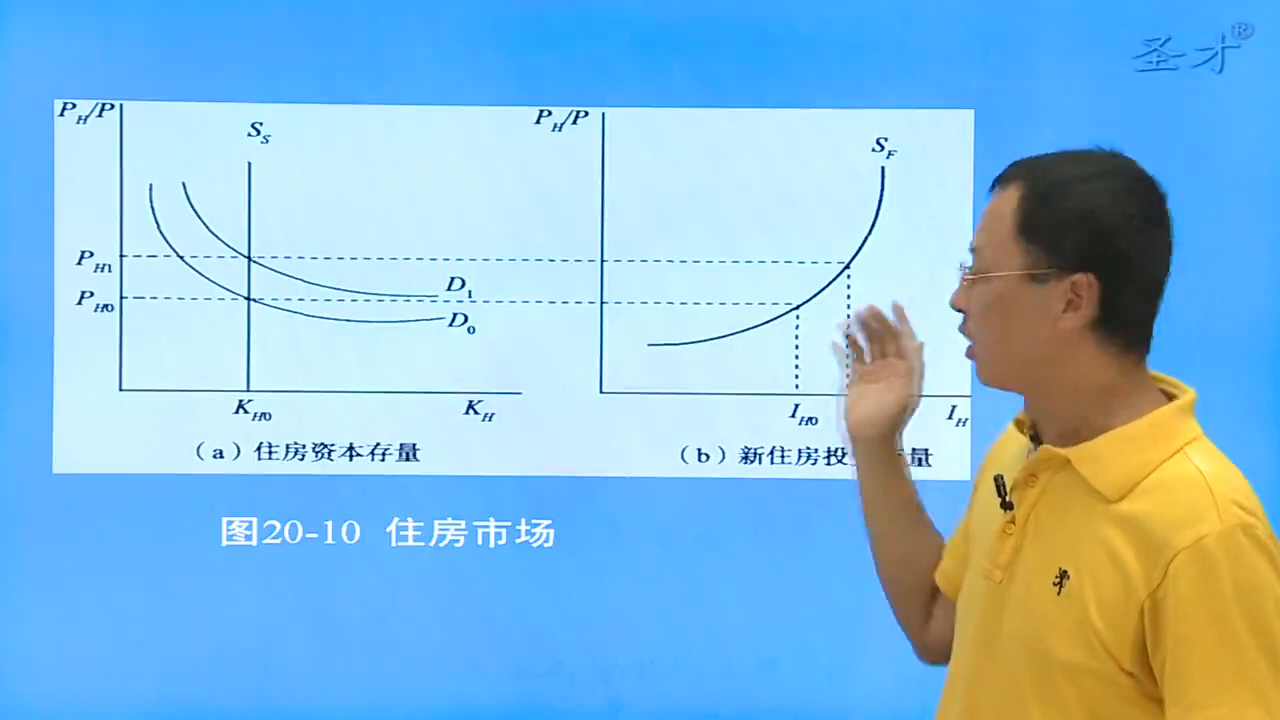 圣才®
P_H/P
S_S
P_H1
P_H0
D_1
D_0
K_H0
K_H
(a)住房资本存量
P_H/P
S_F
I_H0
I_H
(b)新住房投 量
图20-10 住房市场